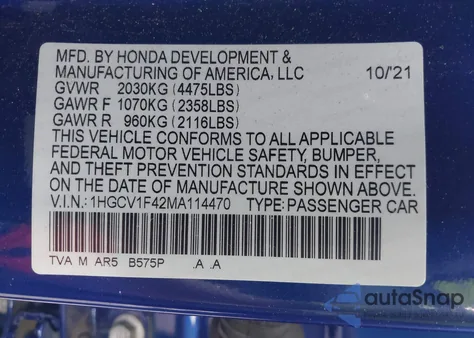 MFD. BY HONDA DEVELOPMENT &
MANUFACTURING OF AMERICA, LLC 10/'21
GVWR 2030KG (4475LBS)
GAWR F 1070KG (2358LBS)
GAWR R 960KG (2116LBS)
THIS VEHICLE CONFORMS TO ALL APPLICABLE
FEDERAL MOTOR VEHICLE SAFETY, BUMPER,
AND THEFT PREVENTION STANDARDS IN EFFECT
ON THE DATE OF MANUFACTURE SHOWN ABOVE.
V.I.N.: 1HGCV1F42MA114470 TYPE: PASSENGER CAR
TVA M AR5 B575P .A .A
autoSnap